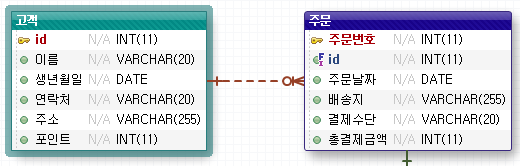 고객
id N/A INT(11)
이름 N/A VARCHAR(20)
생년월일 N/A DATE
연락처 N/A VARCHAR(20)
주소 N/A VARCHAR(255)
포인트 N/A INT(11)
주문
주문번호 N/A INT(11)
id N/A INT(11)
주문날짜 N/A DATE
배송지 N/A VARCHAR(255)
결제수단 N/A VARCHAR(20)
총결제금액 N/A INT(11)